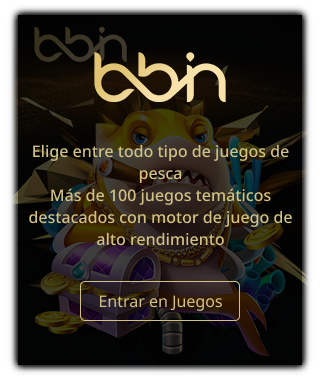 bbin
bbin
Elige entre todo tipo de juegos de
pesca
Más de 100 juegos temáticos
destacados con motor de juego de
alto rendimiento
Entrar en Juegos